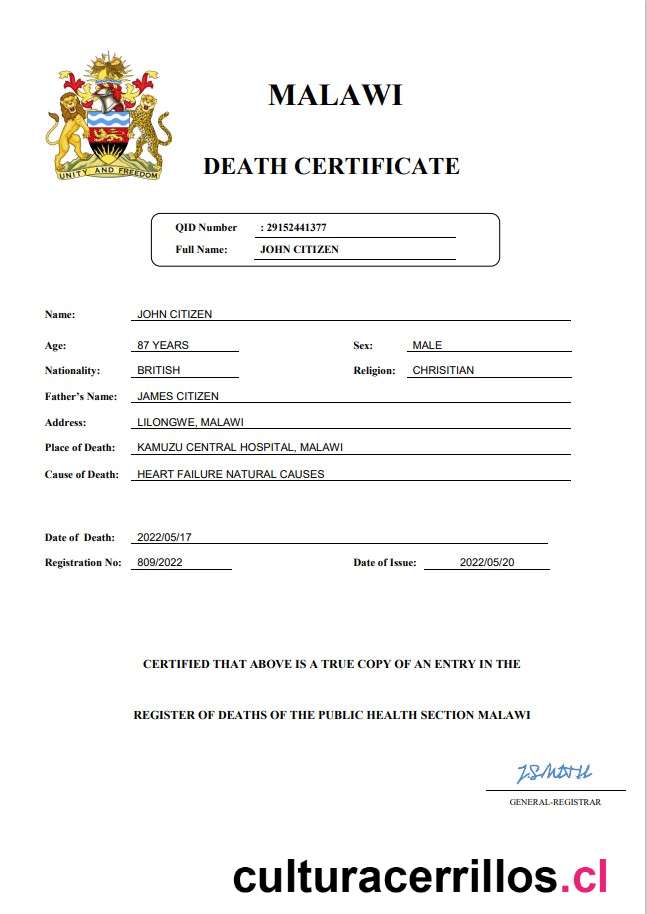 MALAWI
DEATH CERTIFICATE
UNITY AND FREEDOM
QID Number : 29152441377
Full Name: JOHN CITIZEN
Name: JOHN CITIZEN
Age: 87 YEARS Sex: MALE
Nationality: BRITISH Religion: CHRISITIAN
Father's Name: JAMES CITIZEN
Address: LILONGWE, MALAWI
Place of Death: KAMUZU CENTRAL HOSPITAL, MALAWI
Cause of Death: HEART FAILURE NATURAL CAUSES
Date of Death: 2022/05/17
Registration No: 809/2022 Date of Issue: 2022/05/20
CERTIFIED THAT ABOVE IS A TRUE COPY OF AN ENTRY IN THE
REGISTER OF DEATHS OF THE PUBLIC HEALTH SECTION MALAWI
GENERAL-REGISTRAR
culturacerrillos.cl